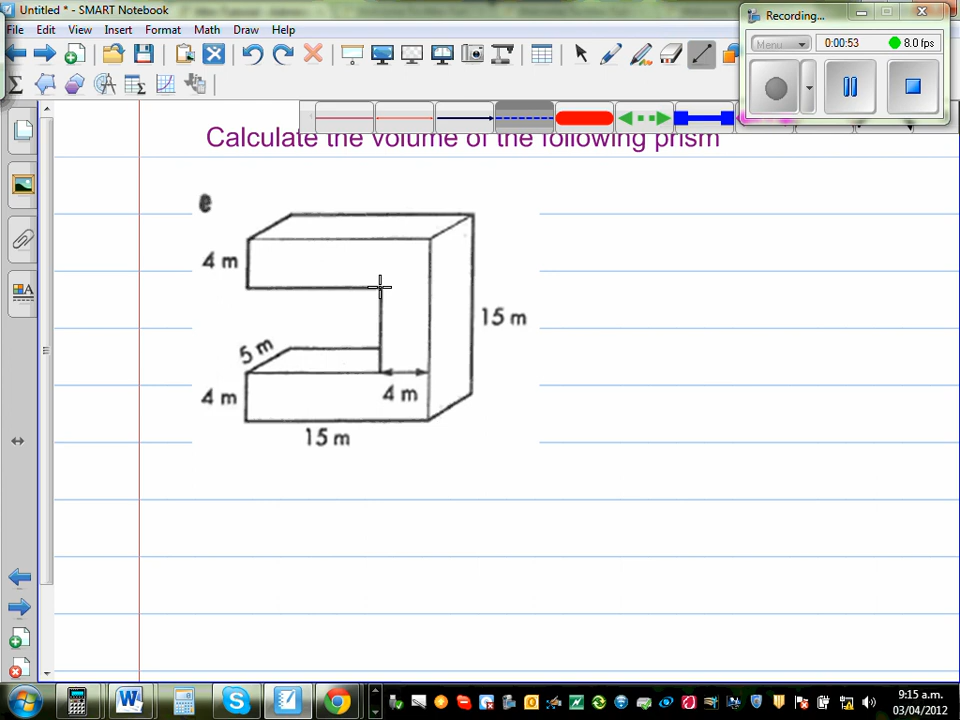 Untitled * - SMART Notebook
File Edit View Insert Format Math Draw Help
Recording...
Menu 0:00:53 8.0 fps
Calculate the volume of the following prism
e
4 m
15 m
5 m
4 m
4 m
15 m
9:15 a.m.
03/04/2012